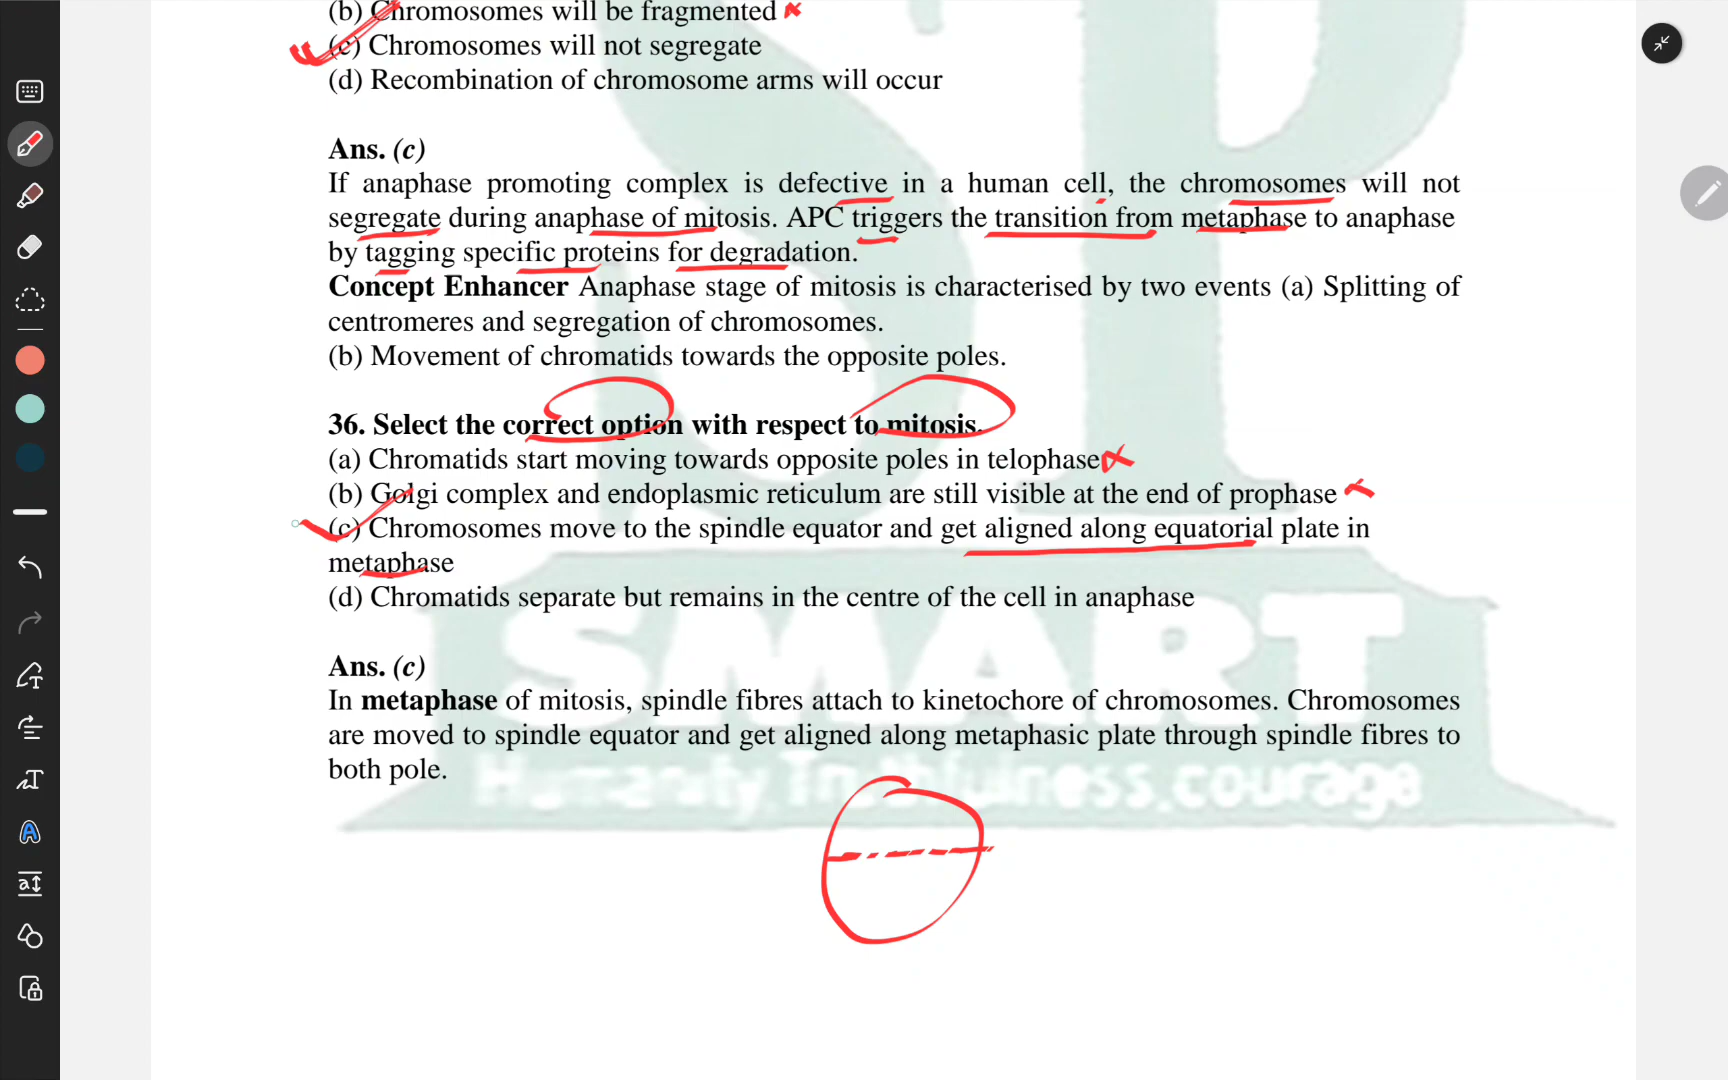 (b) Chromosomes will be fragmented
(c) Chromosomes will not segregate
(d) Recombination of chromosome arms will occur
Ans. (c)
If anaphase promoting complex is defective in a human cell, the chromosomes will not
segregate during anaphase of mitosis. APC triggers the transition from metaphase to anaphase
by tagging specific proteins for degradation.
Concept Enhancer Anaphase stage of mitosis is characterised by two events (a) Splitting of
centromeres and segregation of chromosomes.
(b) Movement of chromatids towards the opposite poles.
36. Select the correct option with respect to mitosis.
(a) Chromatids start moving towards opposite poles in telophase
(b) Golgi complex and endoplasmic reticulum are still visible at the end of prophase
(c) Chromosomes move to the spindle equator and get aligned along equatorial plate in
metaphase
(d) Chromatids separate but remains in the centre of the cell in anaphase
Ans. (c)
In metaphase of mitosis, spindle fibres attach to kinetochore of chromosomes. Chromosomes
are moved to spindle equator and get aligned along metaphasic plate through spindle fibres to
both pole.
SP
SMART
Humanity, Truthfulness, courage